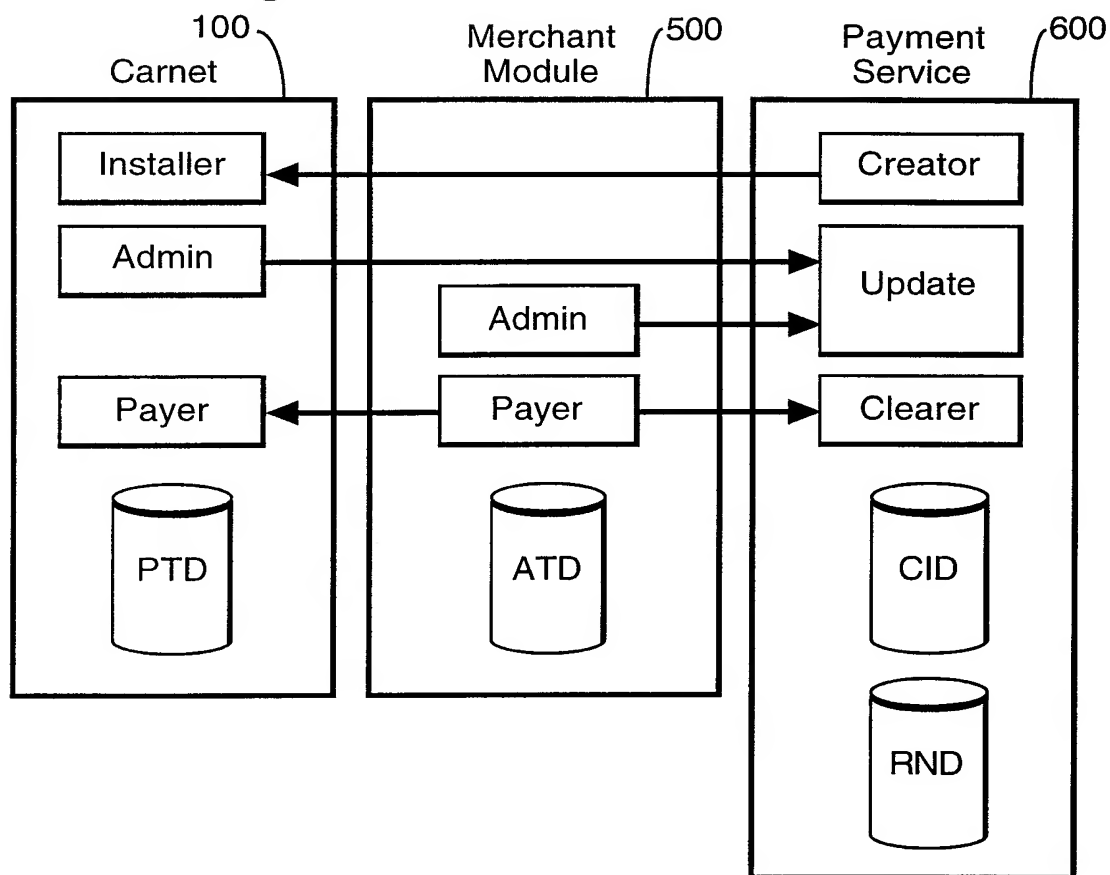 100
500
600
Carnet
Merchant
Module
Payment
Service
Installer
Creator
Admin
Update
Admin
Payer
Payer
Clearer
PTD
ATD
CID
RND